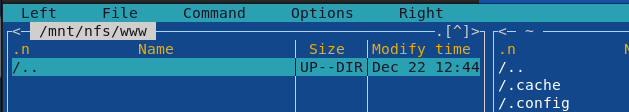 Left File Command Options Right
<- /mnt/nfs/www .[^]> <- ~
.n Name Size Modify time .n
/.. UP--DIR Dec 22 12:44 /..
/.cache
/.config